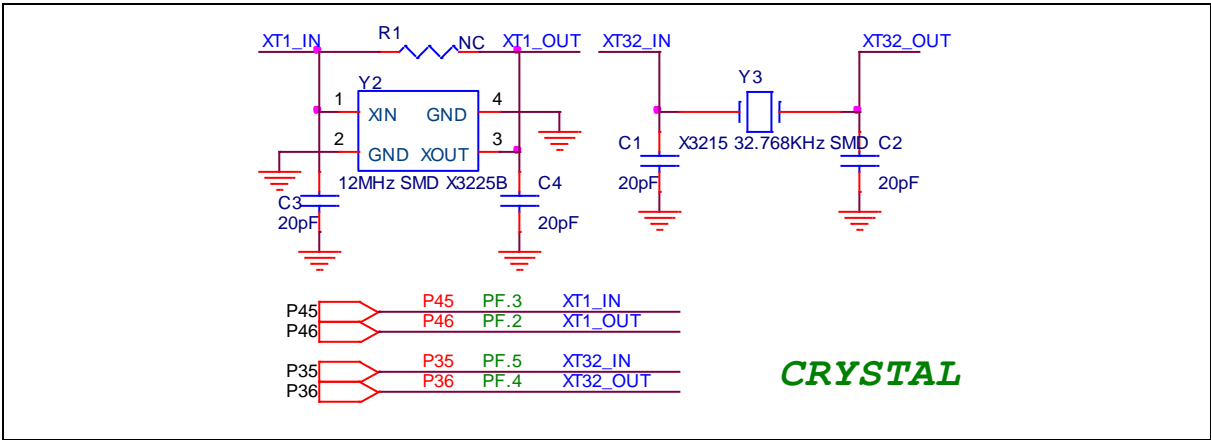 XT1_IN R1 NC XT1_OUT XT32_IN XT32_OUT
Y2 Y3
1 XIN GND 4
2 GND XOUT 3
12MHz SMD X3225B
C1 X3215 32.768KHz SMD C2
20pF 20pF
C3 C4
20pF 20pF
P45 P45 PF.3 XT1_IN
P46 P46 PF.2 XT1_OUT
P35 P35 PF.5 XT32_IN
P36 P36 PF.4 XT32_OUT
CRYSTAL